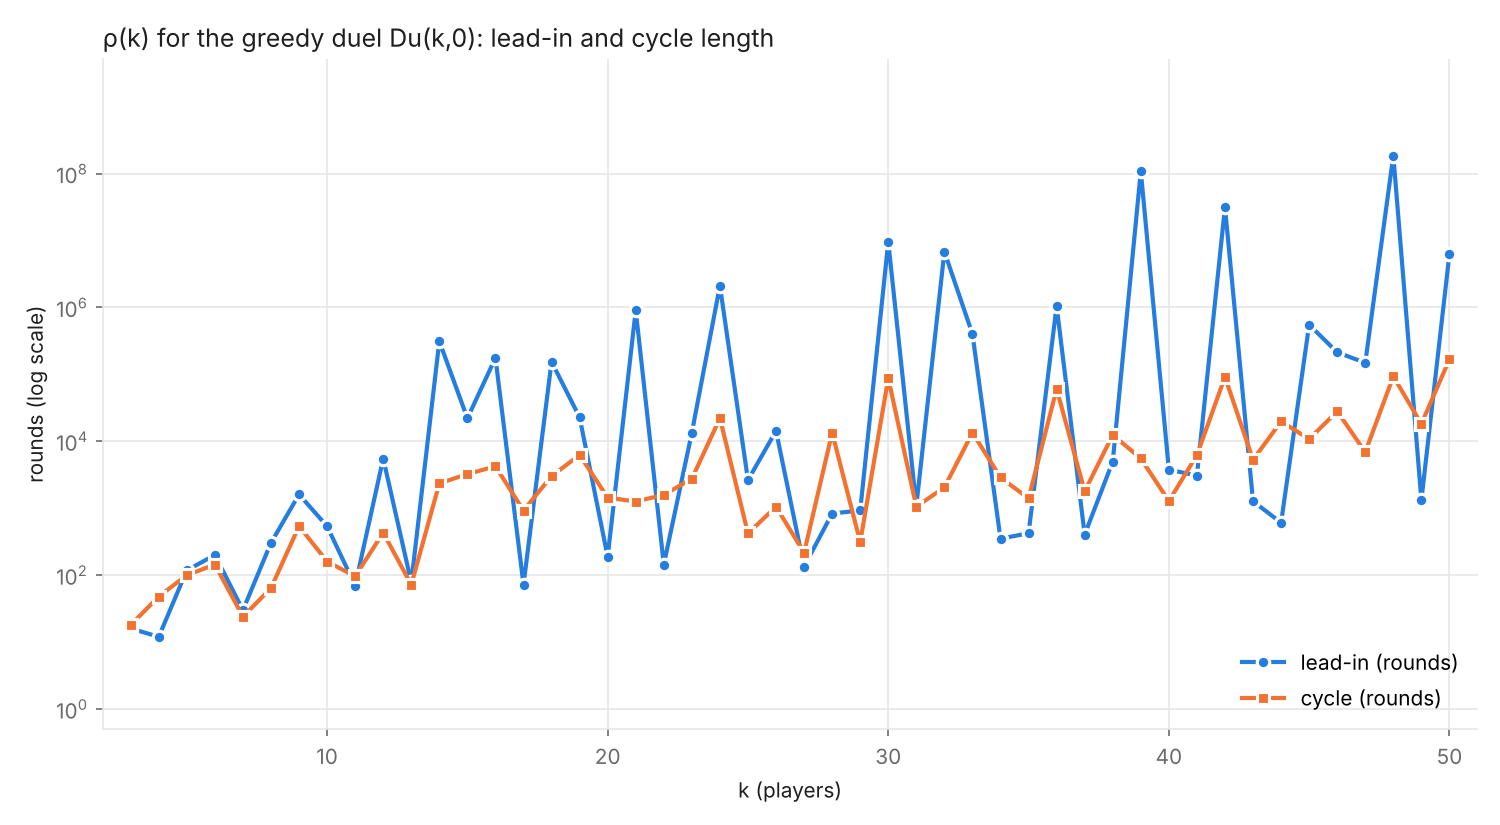 ρ(k) for the greedy duel Du(k,0): lead-in and cycle length
rounds (log scale)
10⁸
10⁶
10⁴
10²
10⁰
lead-in (rounds)
cycle (rounds)
10 20 30 40 50
k (players)